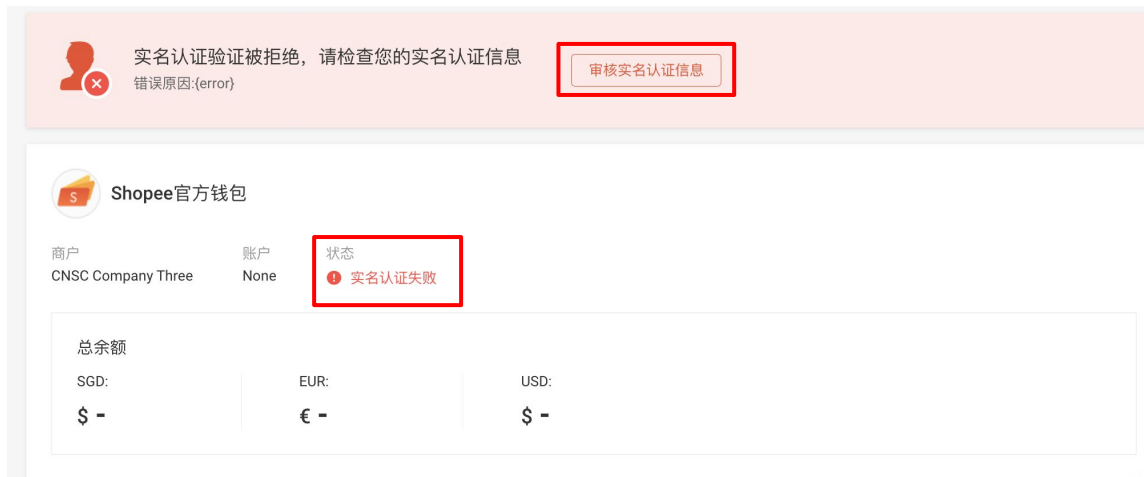 实名认证验证被拒绝，请检查您的实名认证信息
错误原因:{error}
审核实名认证信息
S
Shopee官方钱包
商户
账户
状态
CNSC Company Three
None
实名认证失败
总余额
SGD:
EUR:
USD:
$ -
€ -
$ -